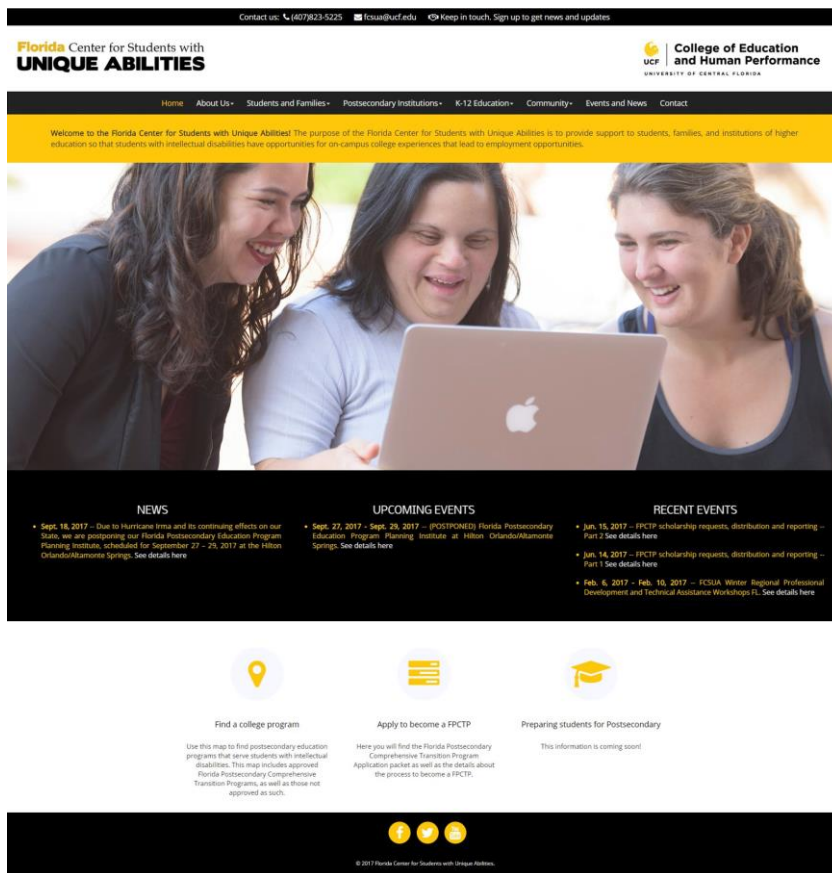 Contact us: (407)823-5225 fcsua@ucf.edu Keep in touch. Sign up to get news and updates
Florida Center for Students with
UNIQUE ABILITIES
UCF College of Education
and Human Performance
UNIVERSITY OF CENTRAL FLORIDA
Home About Us Students and Families Postsecondary Institutions K-12 Education Community Events and News Contact
Welcome to the Florida Center for Students with Unique Abilities! The purpose of the Florida Center for Students with Unique Abilities is to provide support to students, families, and institutions of higher
education so that students with intellectual disabilities have opportunities for on-campus college experiences that lead to employment opportunities.
NEWS
• Sept. 18, 2017 -- Due to Hurricane Irma and its continuing effects on our
State, we are postponing our Florida Postsecondary Education Program
Planning Institute, scheduled for September 27 – 29, 2017 at the Hilton
Orlando/Altamonte Springs. See details here
UPCOMING EVENTS
• Sept. 27, 2017 - Sept. 29, 2017 -- (POSTPONED) Florida Postsecondary
Education Program Planning Institute at Hilton Orlando/Altamonte
Springs. See details here
RECENT EVENTS
• Jun. 15, 2017 -- FPCTP scholarship requests, distribution and reporting --
Part 2 See details here
• Jun. 14, 2017 -- FPCTP scholarship requests, distribution and reporting --
Part 1 See details here
• Feb. 6, 2017 - Feb. 10, 2017 -- FCSUA Winter Regional Professional
Development and Technical Assistance Workshops FL. See details here
Find a college program
Use this map to find postsecondary education
programs that serve students with intellectual
disabilities. This map includes approved
Florida Postsecondary Comprehensive
Transition Programs, as well as those not
approved as such.
Apply to become a FPCTP
Here you will find the Florida Postsecondary
Comprehensive Transition Program
Application packet as well as the details about
the process to become a FPCTP.
Preparing students for Postsecondary
This information is coming soon!
You Tube
© 2017 Florida Center for Students with Unique Abilities.